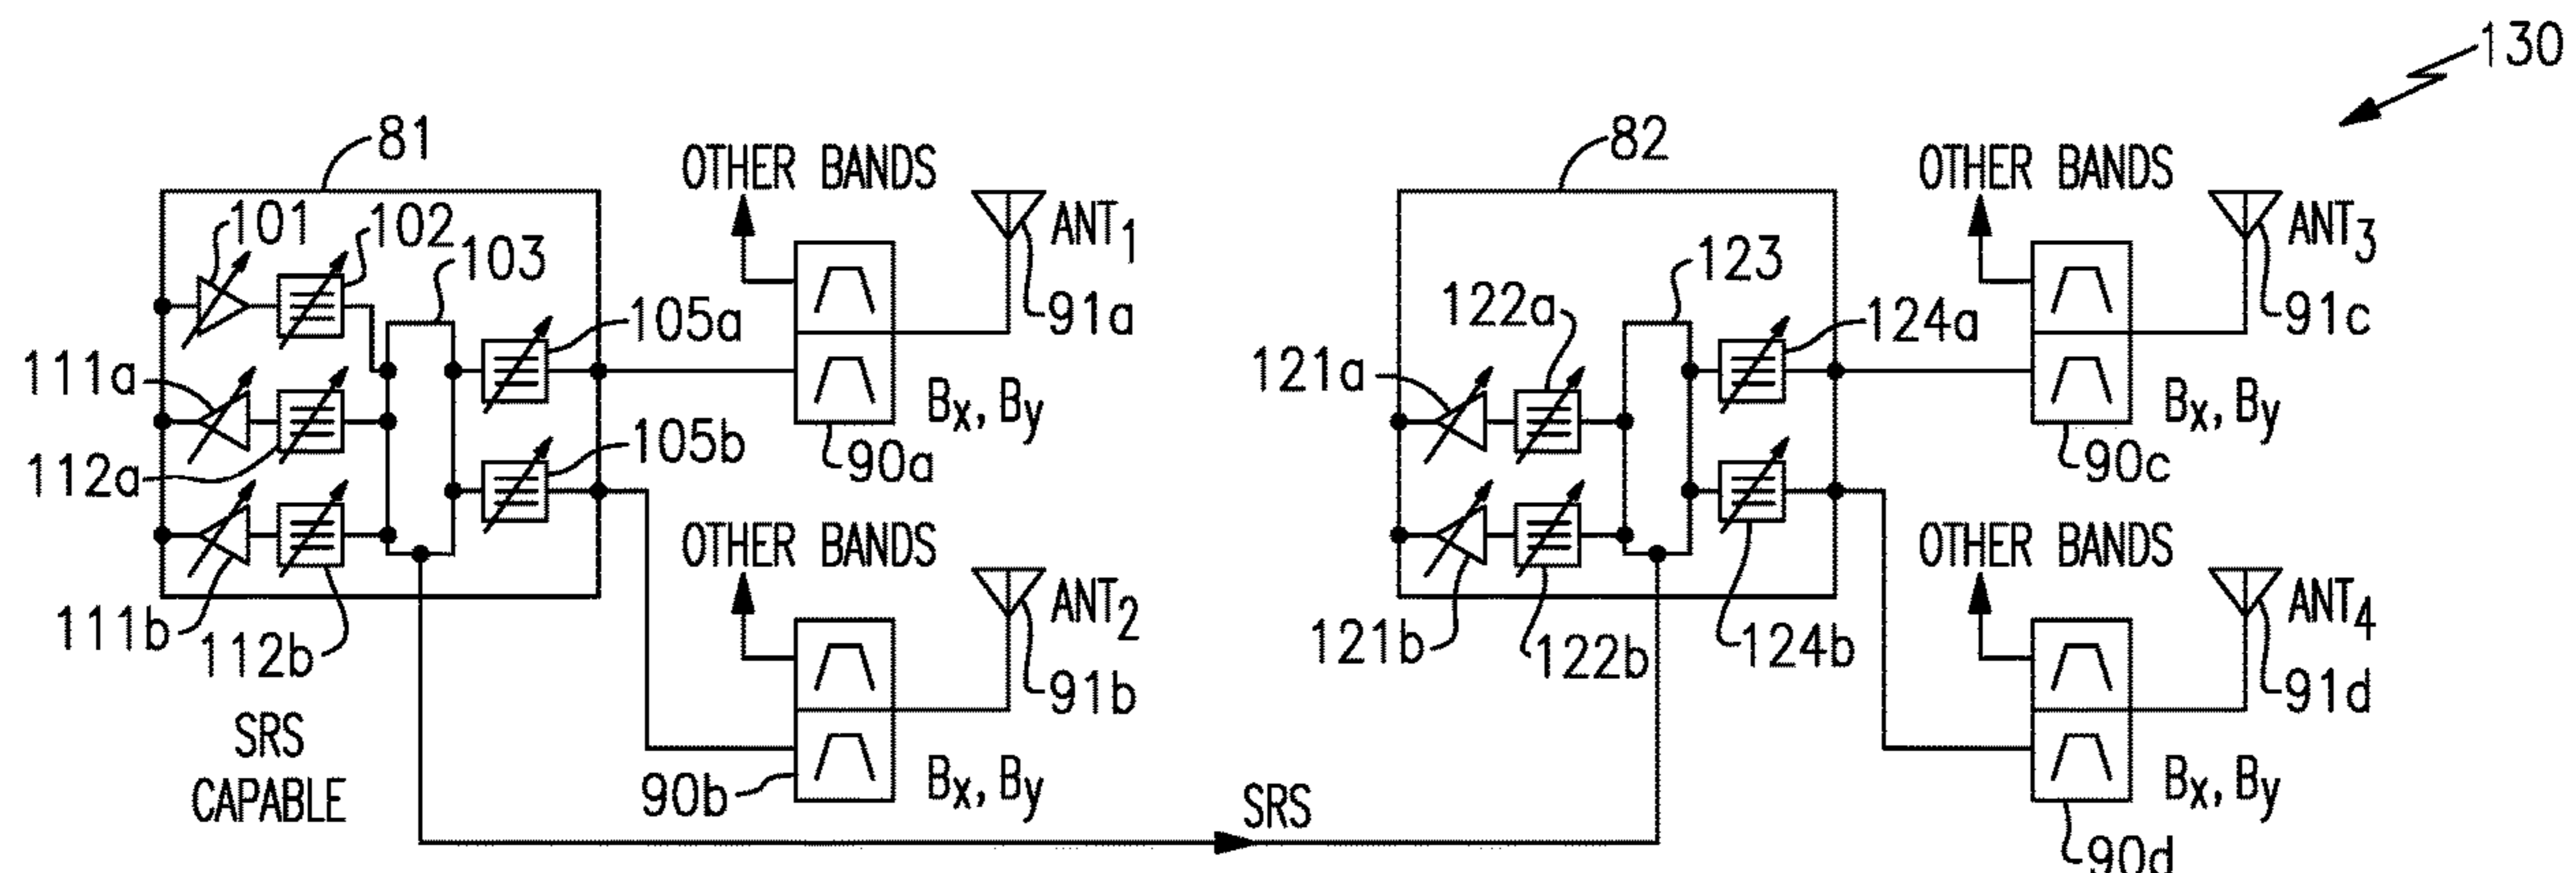 130
81
OTHER BANDS
101
102
103
ANT1
105a
91a
111a
112a
105b
Bx, By
90a
OTHER BANDS
111b
112b
ANT2
91b
SRS
CAPABLE
90b
Bx, By
SRS
82
OTHER BANDS
ANT3
123
122a
124a
91c
121a
Bx, By
90c
OTHER BANDS
ANT4
121b
122b
124b
91d
Bx, By
90d